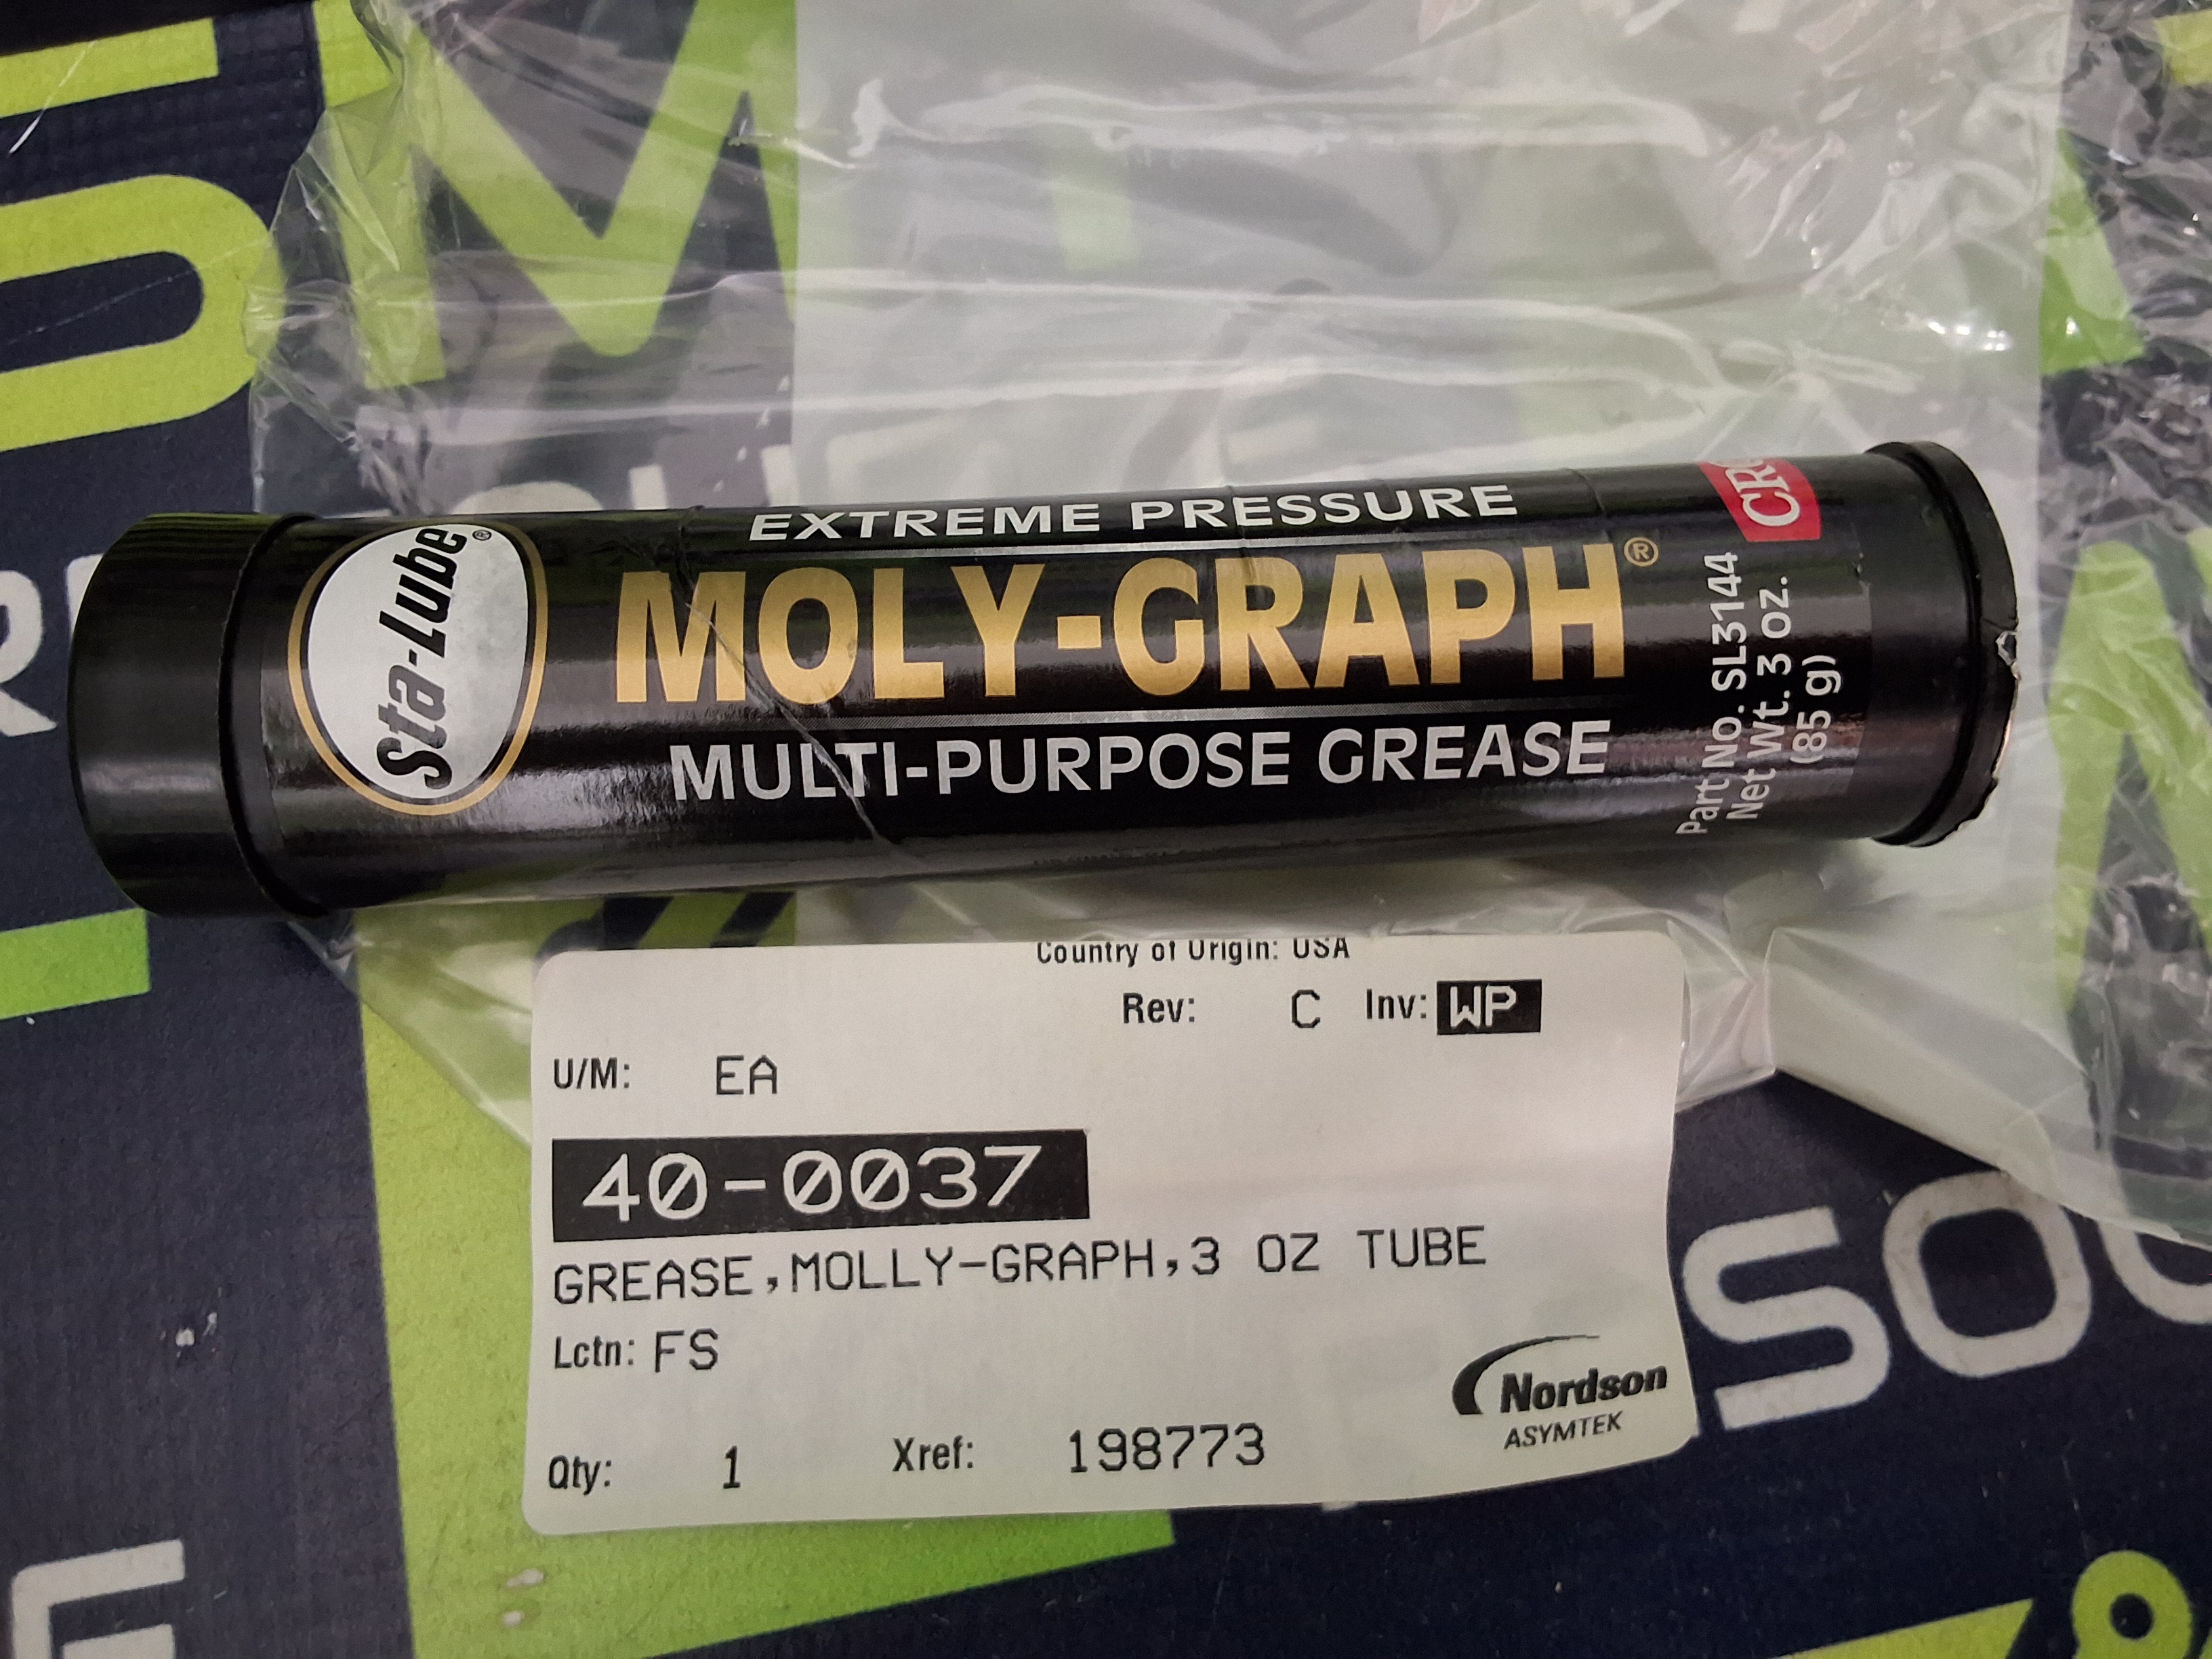 Sta-Lube®
EXTREME PRESSURE
MOLY-GRAPH®
MULTI-PURPOSE GREASE
CRC
Part No. SL3144
Net Wt. 3 oz.
(85 g)
Country of Origin: USA
Rev: C Inv: WP
U/M: EA
40-0037
GREASE,MOLLY-GRAPH,3 OZ TUBE
Lctn: FS
Qty: 1 Xref: 198773
Nordson
ASYMTEK